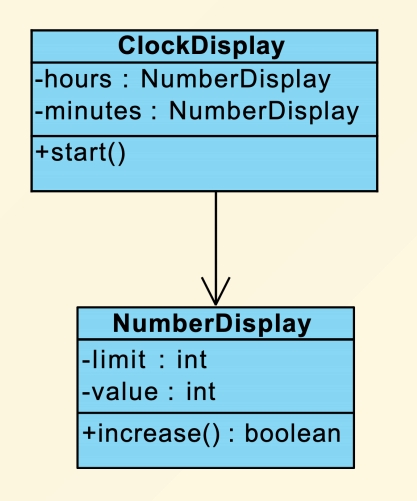 ClockDisplay
-hours : NumberDisplay
-minutes : NumberDisplay
+start()
NumberDisplay
-limit : int
-value : int
+increase() : boolean